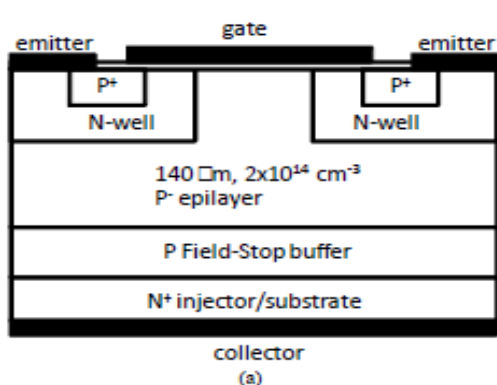 gate
emitter emitter
P+ P+
N-well N-well
140 □m, 2x10¹⁴ cm⁻³
P⁻ epilayer
P Field-Stop buffer
N⁺ injector/substrate
collector
(a)